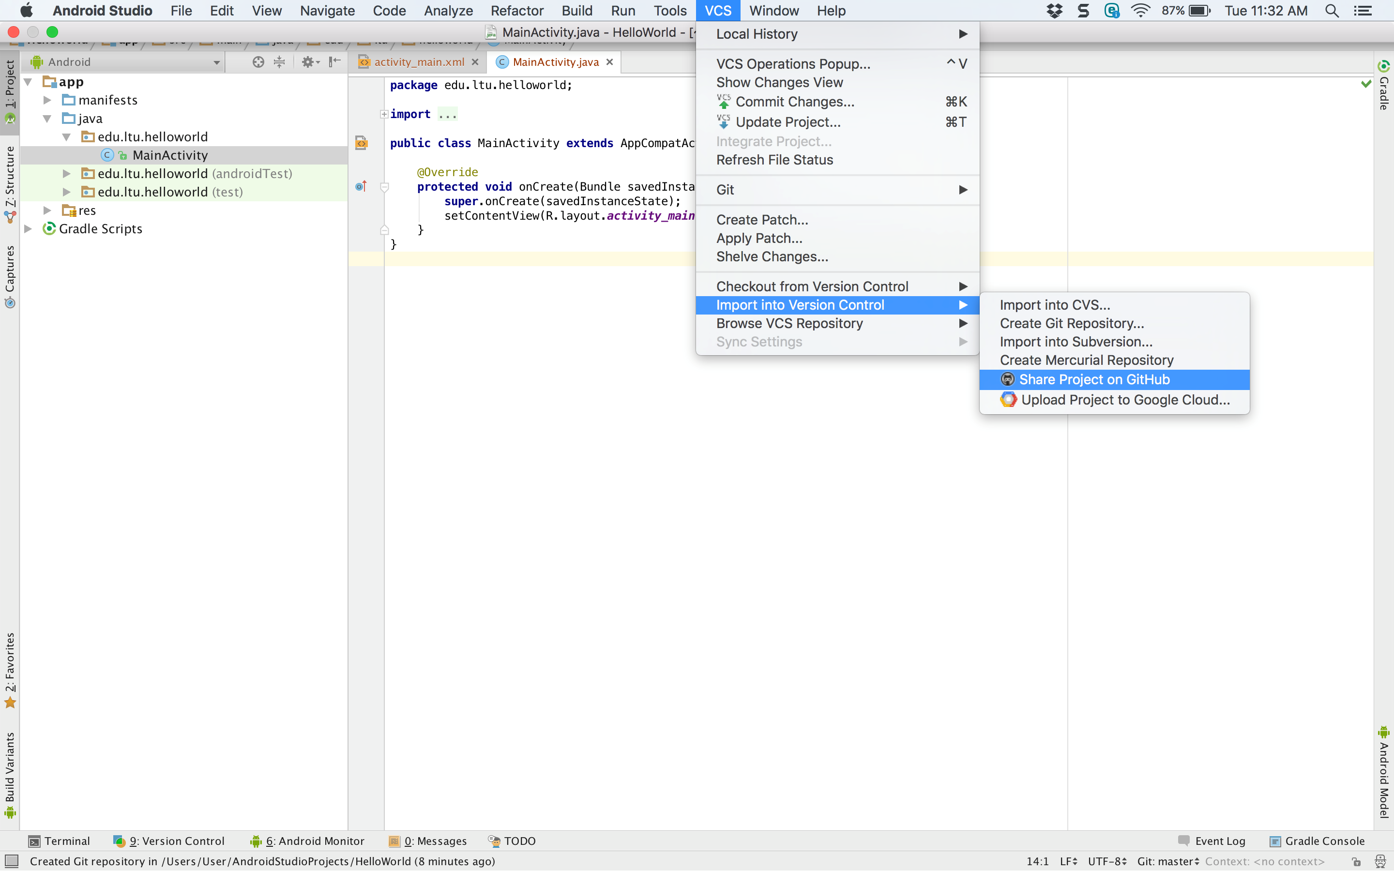 Android Studio File Edit View Navigate Code Analyze Refactor Build Run Tools VCS Window Help 87% Tue 11:32 AM
MainActivity.java - HelloWorld - [
Android
activity_main.xml
MainActivity.java
1: Project
Z: Structure
Captures
2: Favorites
Build Variants
app
manifests
java
edu.ltu.helloworld
MainActivity
edu.ltu.helloworld (androidTest)
edu.ltu.helloworld (test)
res
Gradle Scripts
package edu.ltu.helloworld;
import ...
public class MainActivity extends AppCompatAc
@Override
protected void onCreate(Bundle savedInsta
super.onCreate(savedInstanceState);
setContentView(R.layout.activity_main
}
}
Local History
VCS Operations Popup... ^V
Show Changes View
Commit Changes... ⌘K
Update Project... ⌘T
Integrate Project...
Refresh File Status
Git
Create Patch...
Apply Patch...
Shelve Changes...
Checkout from Version Control
Import into Version Control
Browse VCS Repository
Sync Settings
Import into CVS...
Create Git Repository...
Import into Subversion...
Create Mercurial Repository
Share Project on GitHub
Upload Project to Google Cloud...
Gradle
Android Model
Terminal 9: Version Control 6: Android Monitor 0: Messages TODO Event Log Gradle Console
Created Git repository in /Users/User/AndroidStudioProjects/HelloWorld (8 minutes ago) 14:1 LF UTF-8 Git: master Context: <no context>